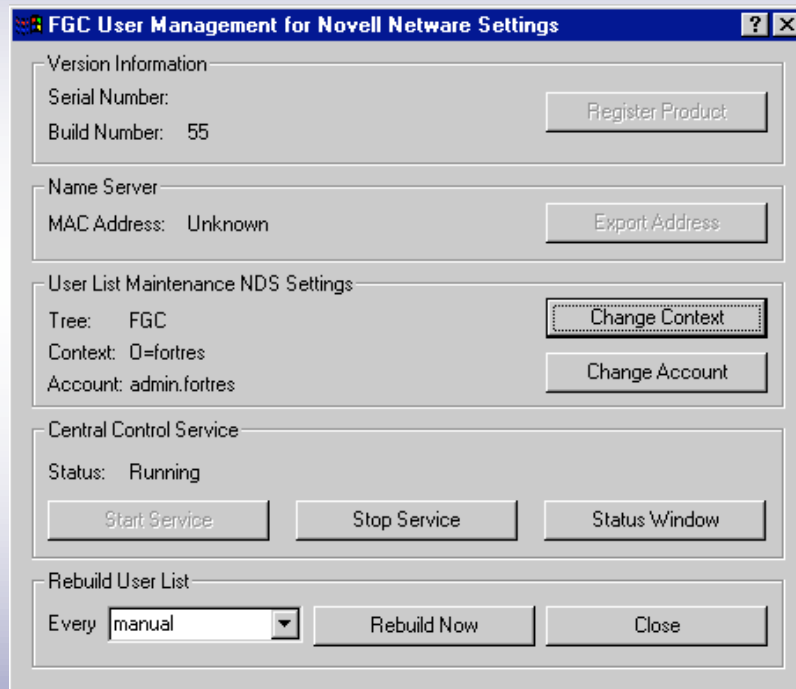 FGC User Management for Novell Netware Settings
Version Information
Serial Number:
Register Product
Build Number: 55
Name Server
MAC Address: Unknown
Export Address
User List Maintenance NDS Settings
Tree: FGC
Change Context
Context: O=fortres
Change Account
Account: admin.fortres
Central Control Service
Status: Running
Start Service Stop Service Status Window
Rebuild User List
Every manual Rebuild Now Close